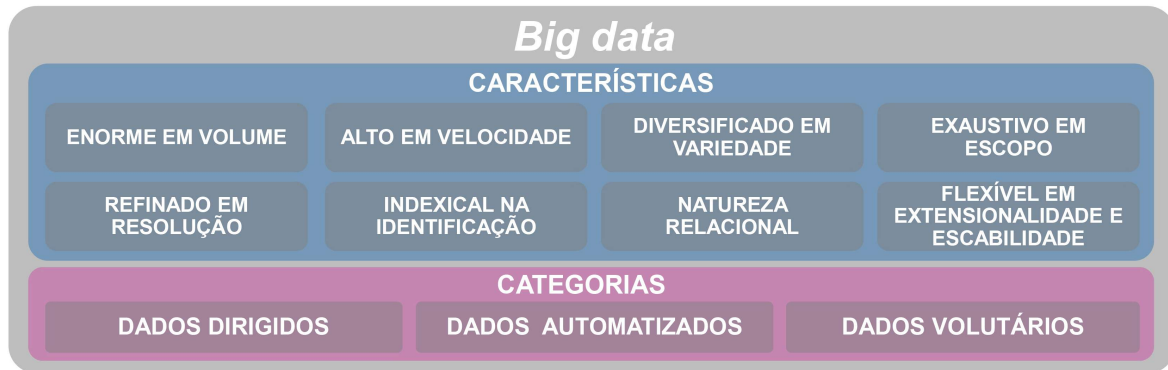 Big data
CARACTERÍSTICAS
ENORME EM VOLUME
ALTO EM VELOCIDADE
DIVERSIFICADO EM
VARIEDADE
EXAUSTIVO EM
ESCOPO
REFINADO EM
RESOLUÇÃO
INDEXICAL NA
IDENTIFICAÇÃO
NATUREZA
RELACIONAL
FLEXÍVEL EM
EXTENSIONALIDADE E
ESCABILIDADE
CATEGORIAS
DADOS DIRIGIDOS
DADOS AUTOMATIZADOS
DADOS VOLUTÁRIOS